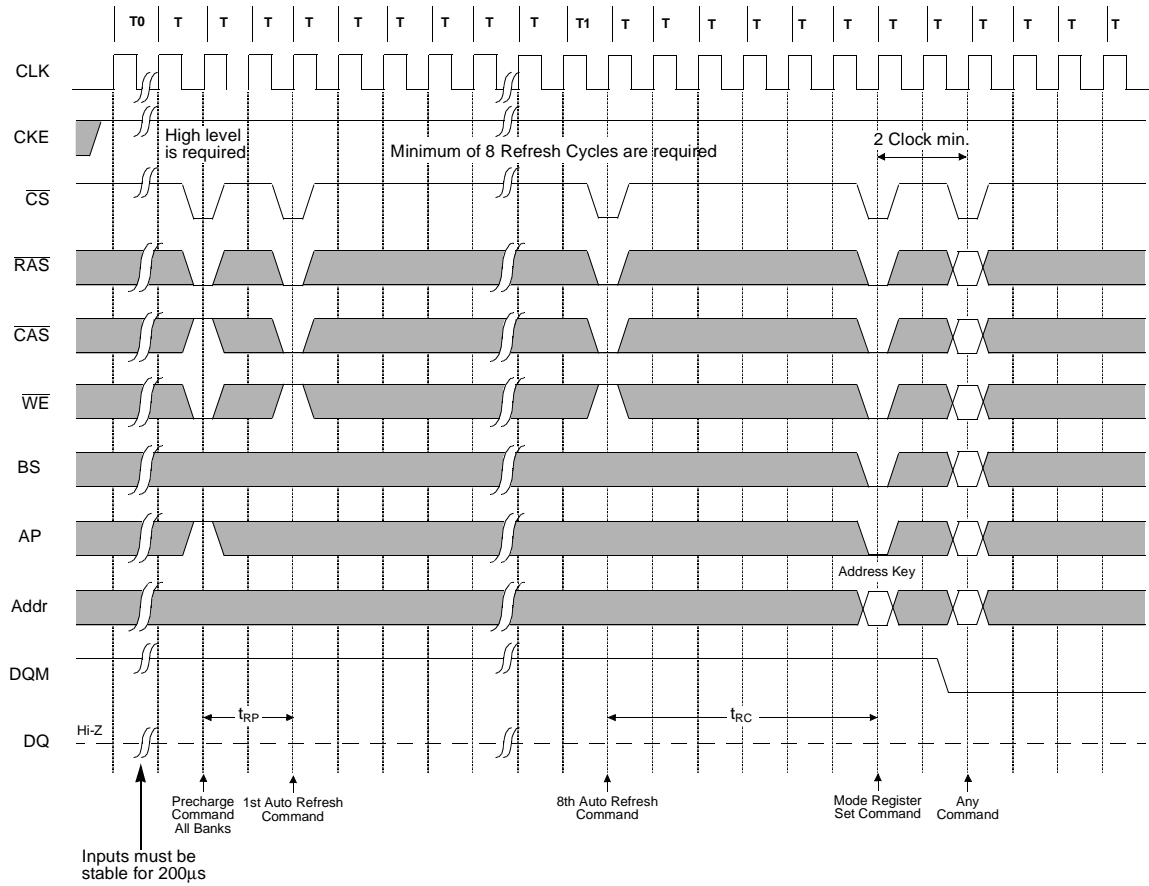 T0 T T T T T T T T T T1 T T T T T T T T T T T T
CLK
CKE
High level
is required
Minimum of 8 Refresh Cycles are required
2 Clock min.
CS
RAS
CAS
WE
BS
AP
Address Key
Addr
DQM
tRP
tRC
Hi-Z
DQ
Precharge
Command
All Banks
1st Auto Refresh
Command
8th Auto Refresh
Command
Mode Register
Set Command
Any
Command
Inputs must be
stable for 200μs